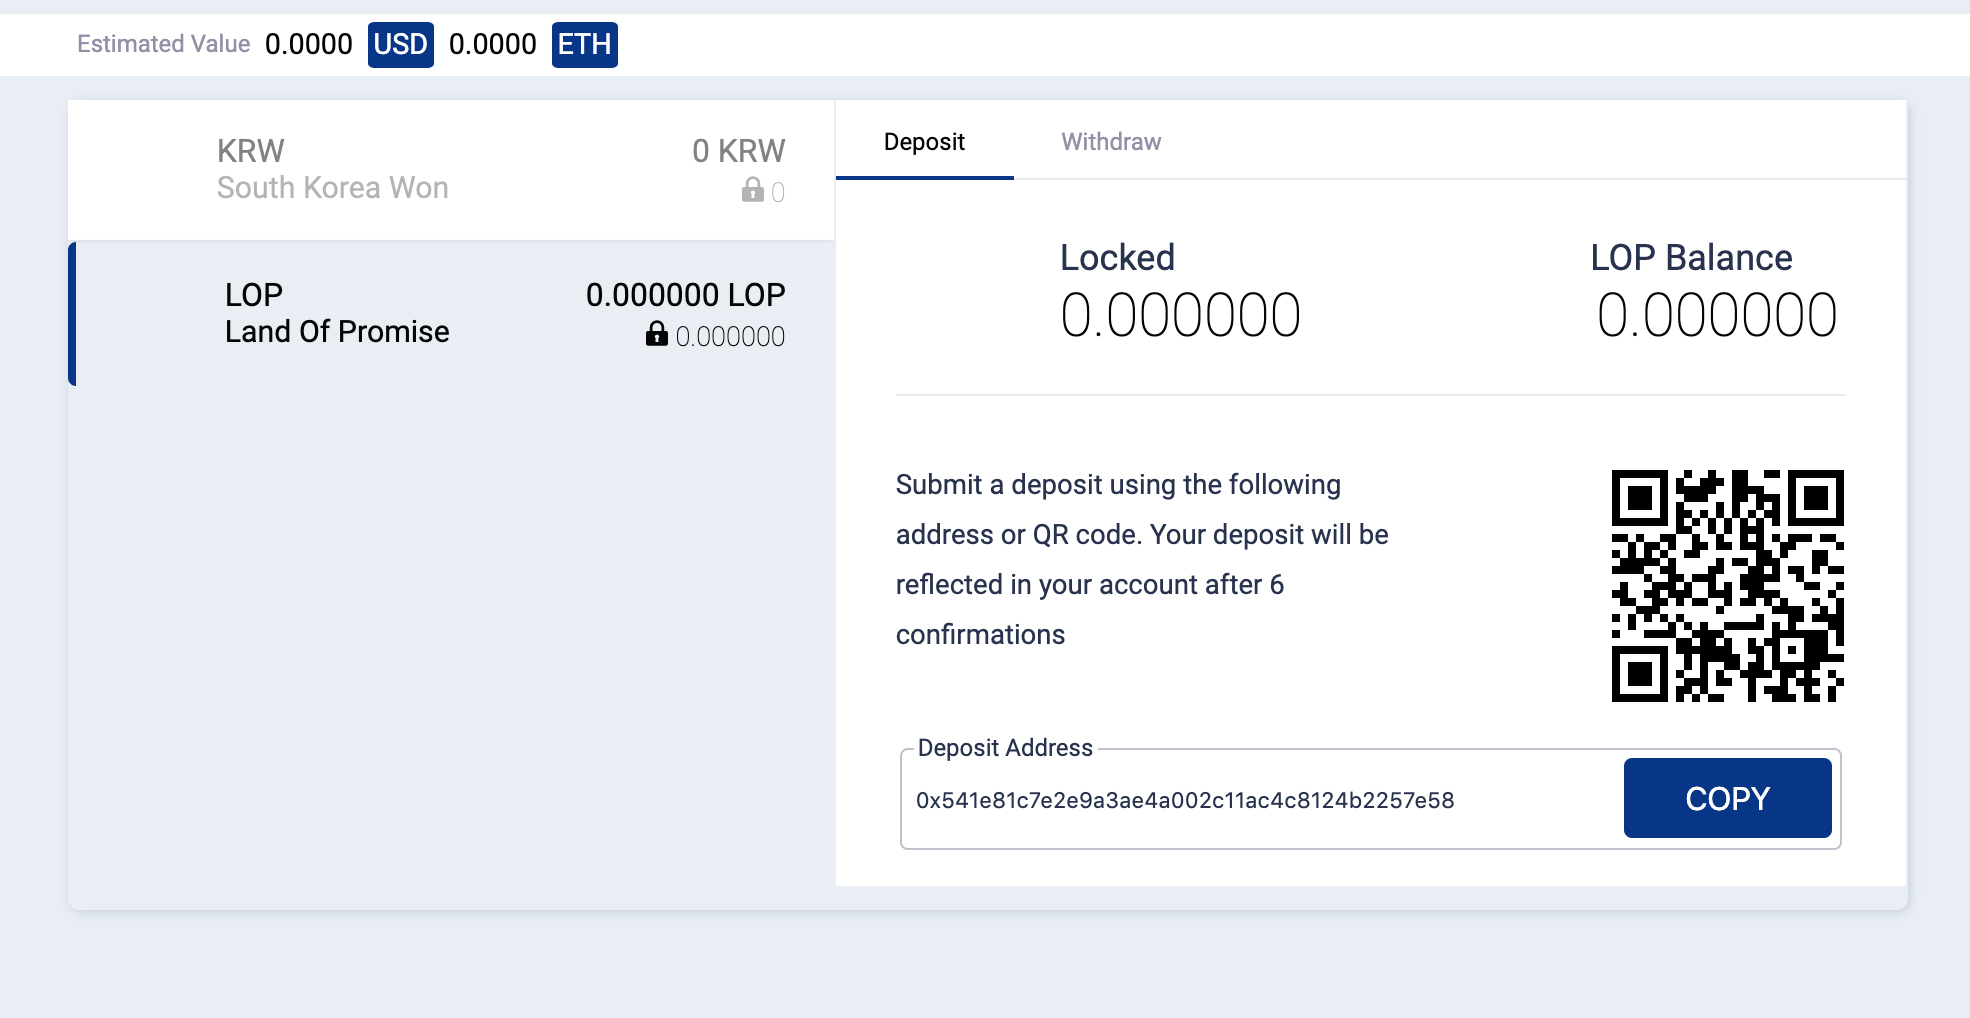 Estimated Value 0.0000 USD 0.0000 ETH
KRW 0 KRW
South Korea Won 0
LOP 0.000000 LOP
Land Of Promise 0.000000
Deposit Withdraw
Locked LOP Balance
0.000000 0.000000
Submit a deposit using the following
address or QR code. Your deposit will be
reflected in your account after 6
confirmations
Deposit Address
0x541e81c7e2e9a3ae4a002c11ac4c8124b2257e58 COPY